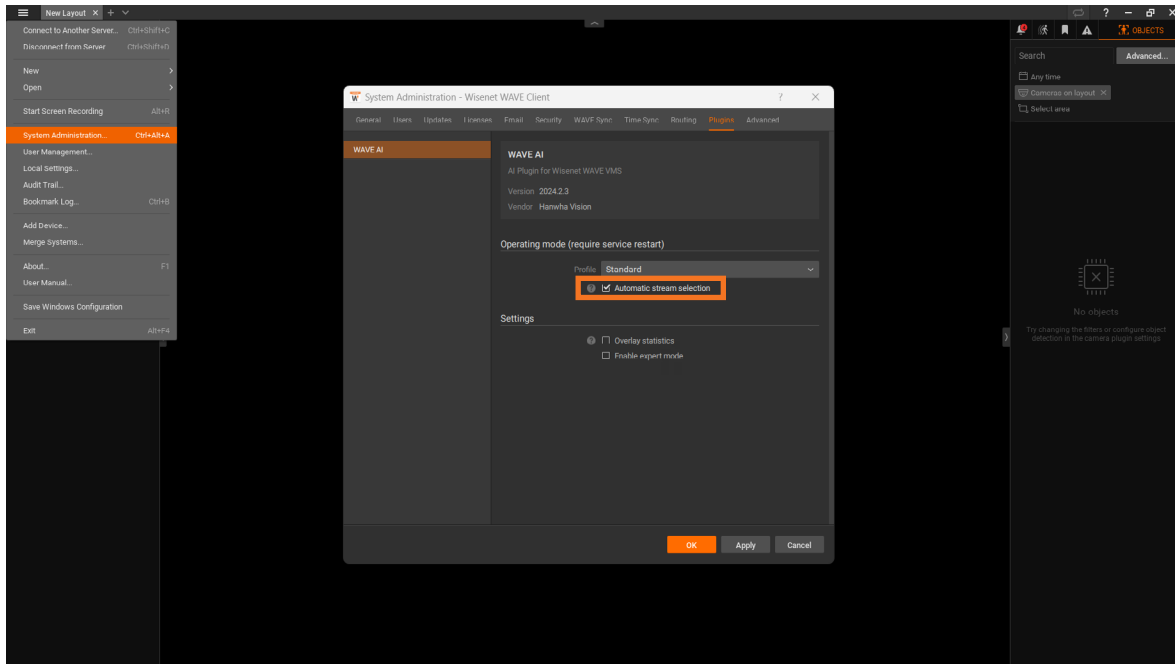 New Layout
Connect to Another Server... Ctrl+Shift+C
Disconnect from Server Ctrl+Shift+D
New
Open
Start Screen Recording Alt+R
System Administration... Ctrl+Alt+A
User Management...
Local Settings...
Audit Trail...
Bookmark Log... Ctrl+B
Add Device...
Merge Systems...
About... F1
User Manual...
Save Windows Configuration
Exit Alt+F4
W System Administration - Wisenet WAVE Client ?
General Users Updates Licenses Email Security WAVE Sync Time Sync Routing Plugins Advanced
WAVE AI
WAVE AI
AI Plugin for Wisenet WAVE VMS
Version 2024.2.3
Vendor Hanwha Vision
Operating mode (require service restart)
Profile Standard
? Automatic stream selection
Settings
? Overlay statistics
Enable expert mode
OK Apply Cancel
?
OBJECTS
Search Advanced...
Any time
Cameras on layout
Select area
No objects
Try changing the filters or configure object
detection in the camera plugin settings